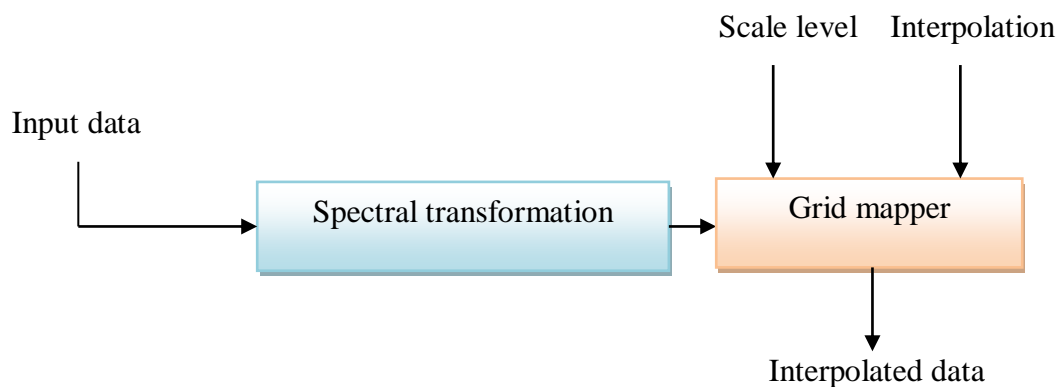 Scale level
Interpolation
Input data
Spectral transformation
Grid mapper
Interpolated data